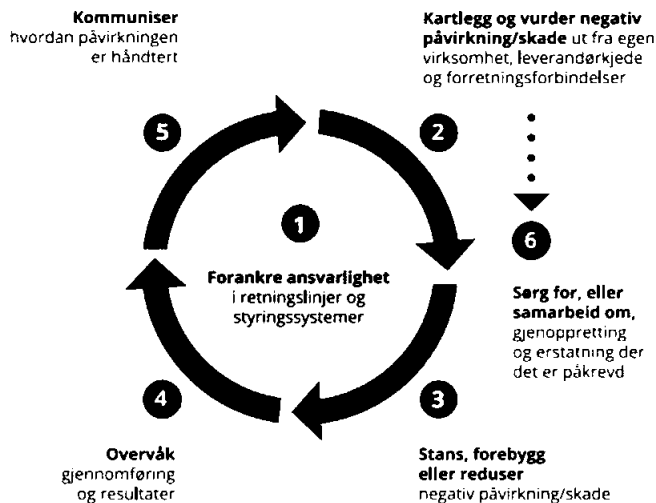 Kommuniser
hvordan påvirkningen
er håndtert
Kartlegg og vurder negativ
påvirkning/skade ut fra egen
virksomhet, leverandørkjede
og forretningsforbindelser
5
2
1
6
Forankre ansvarlighet
i retningslinjer og
styringssystemer
Sørg for, eller
samarbeid om,
gjenoppretting
og erstatning der
det er påkrevd
4
3
Overvåk
gjennomføring
og resultater
Stans, forebygg
eller reduser
negativ påvirkning/skade